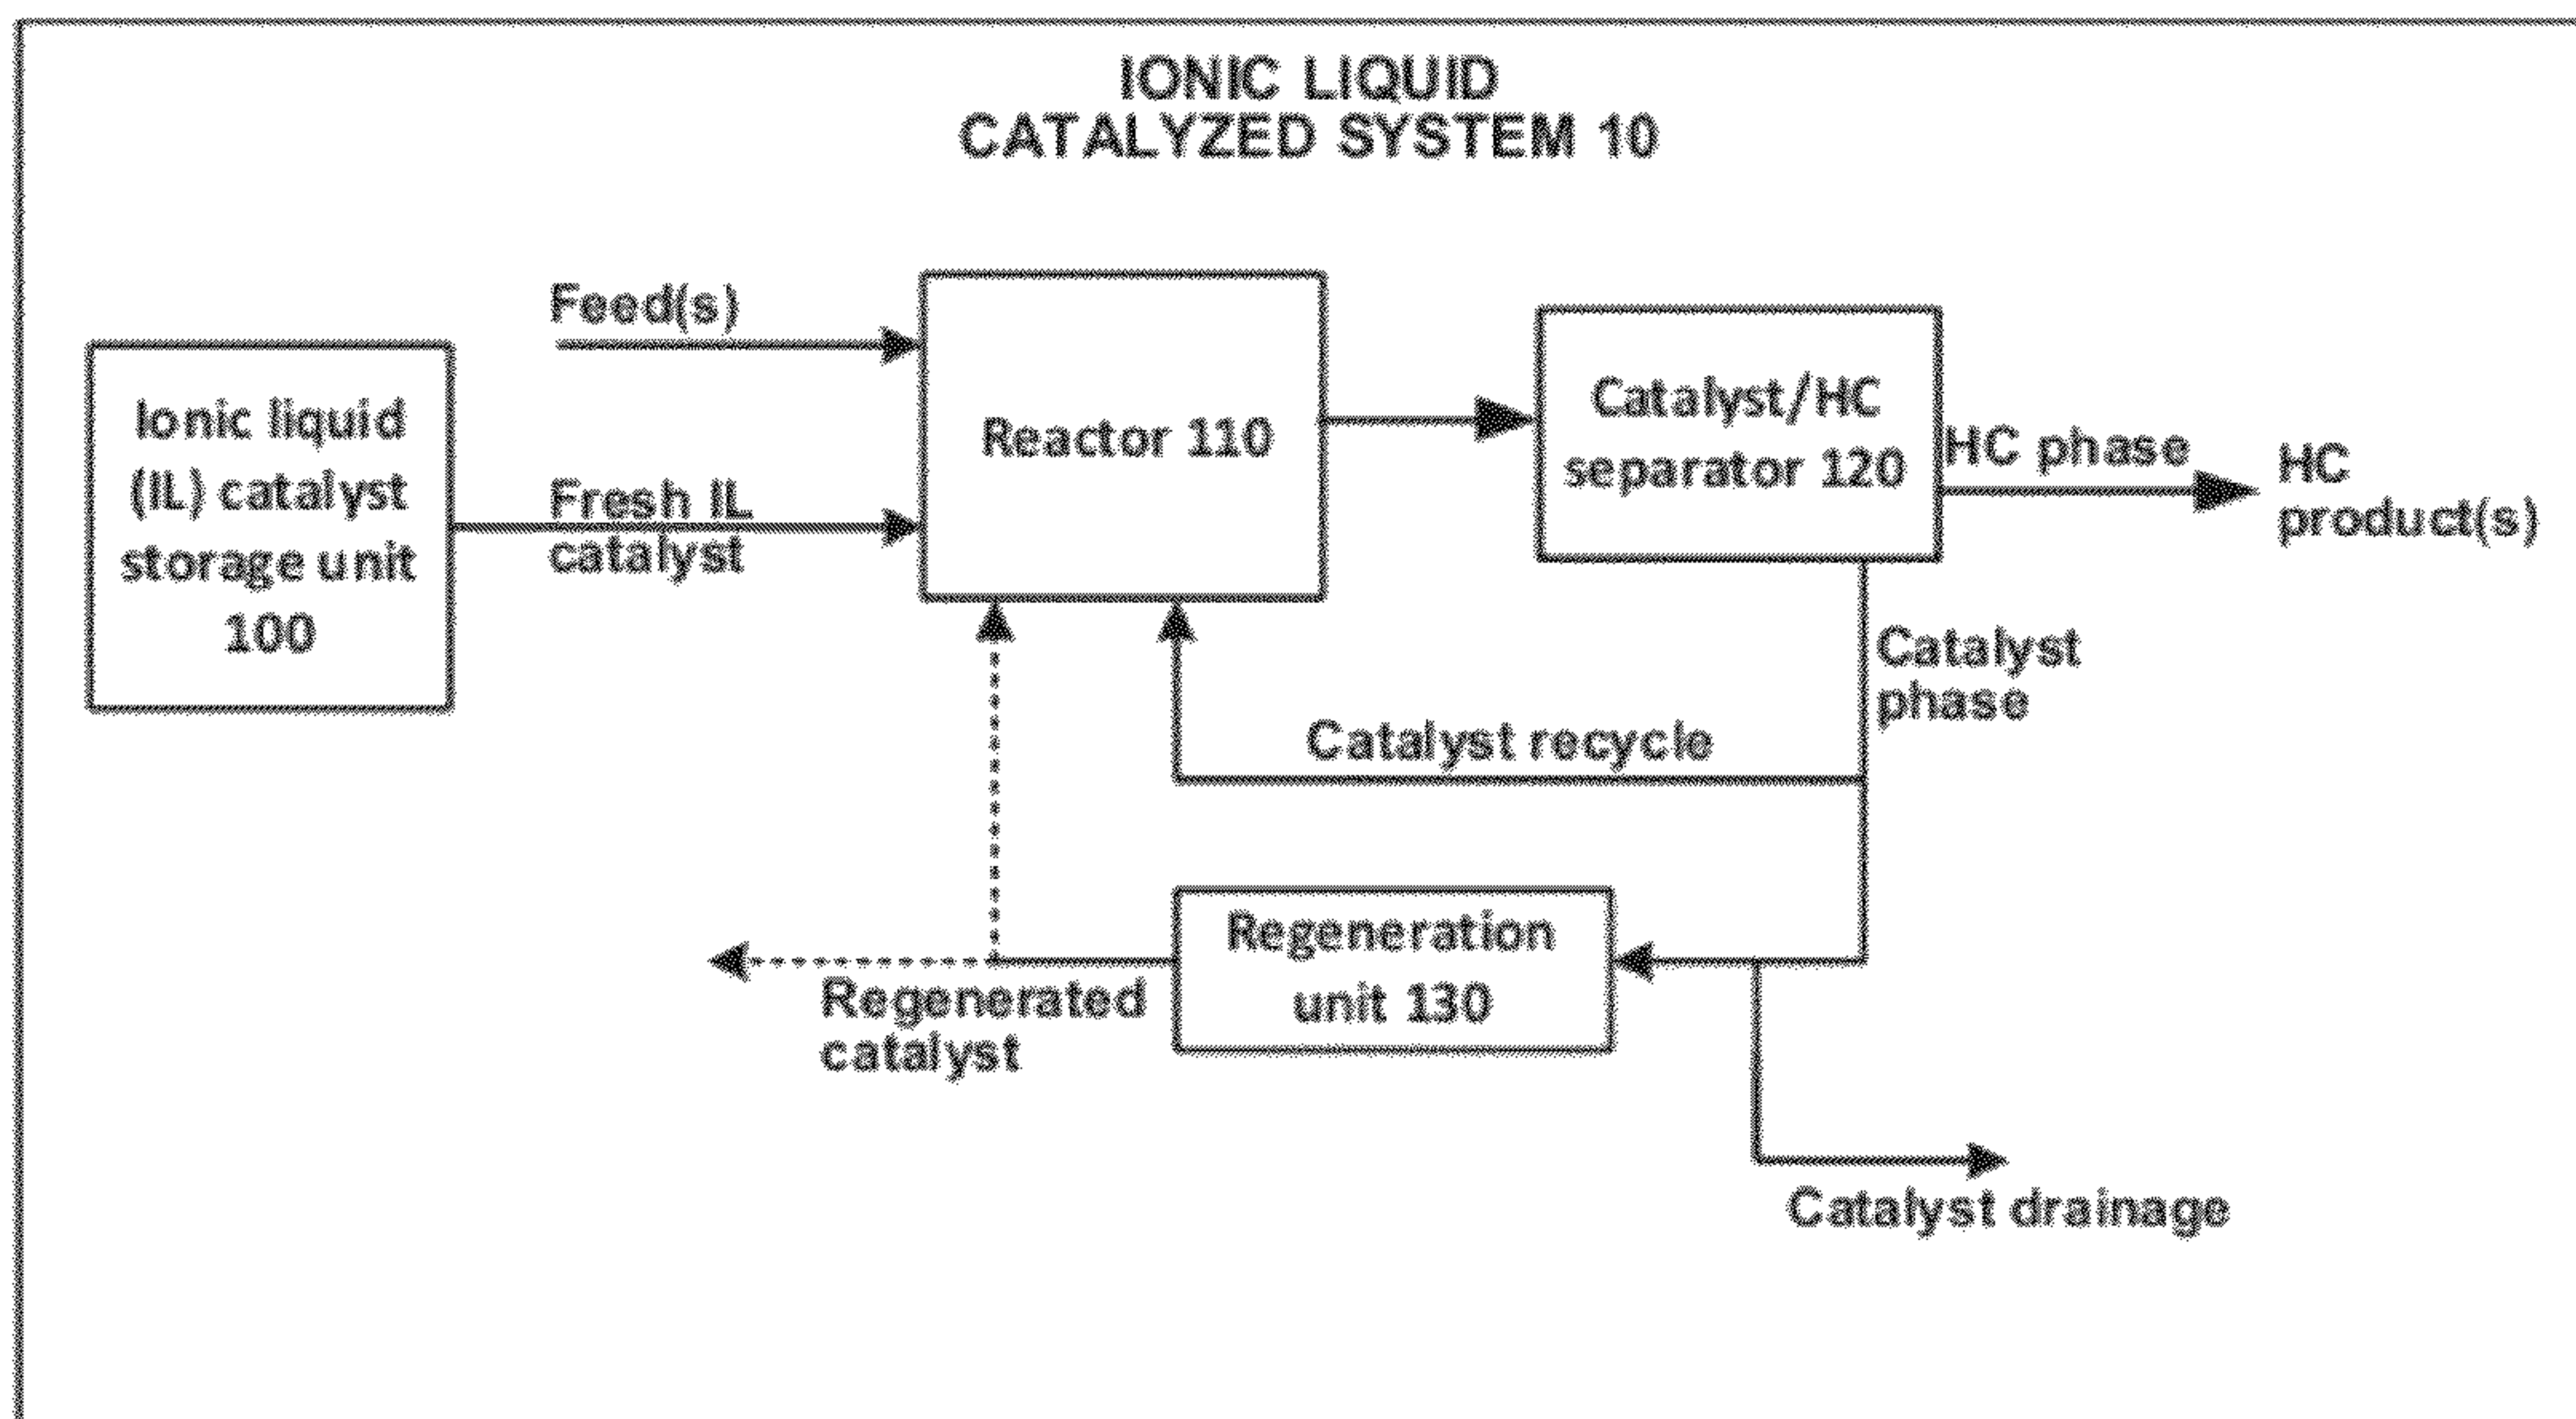 IONIC LIQUID
CATALYZED SYSTEM 10
Feed(s)
Ionic liquid
(IL) catalyst
storage unit
100
Fresh IL
catalyst
Reactor 110
Catalyst/HC
separator 120
HC phase
HC
product(s)
Catalyst
phase
Catalyst recycle
Regeneration
unit 130
Regenerated
catalyst
Catalyst drainage